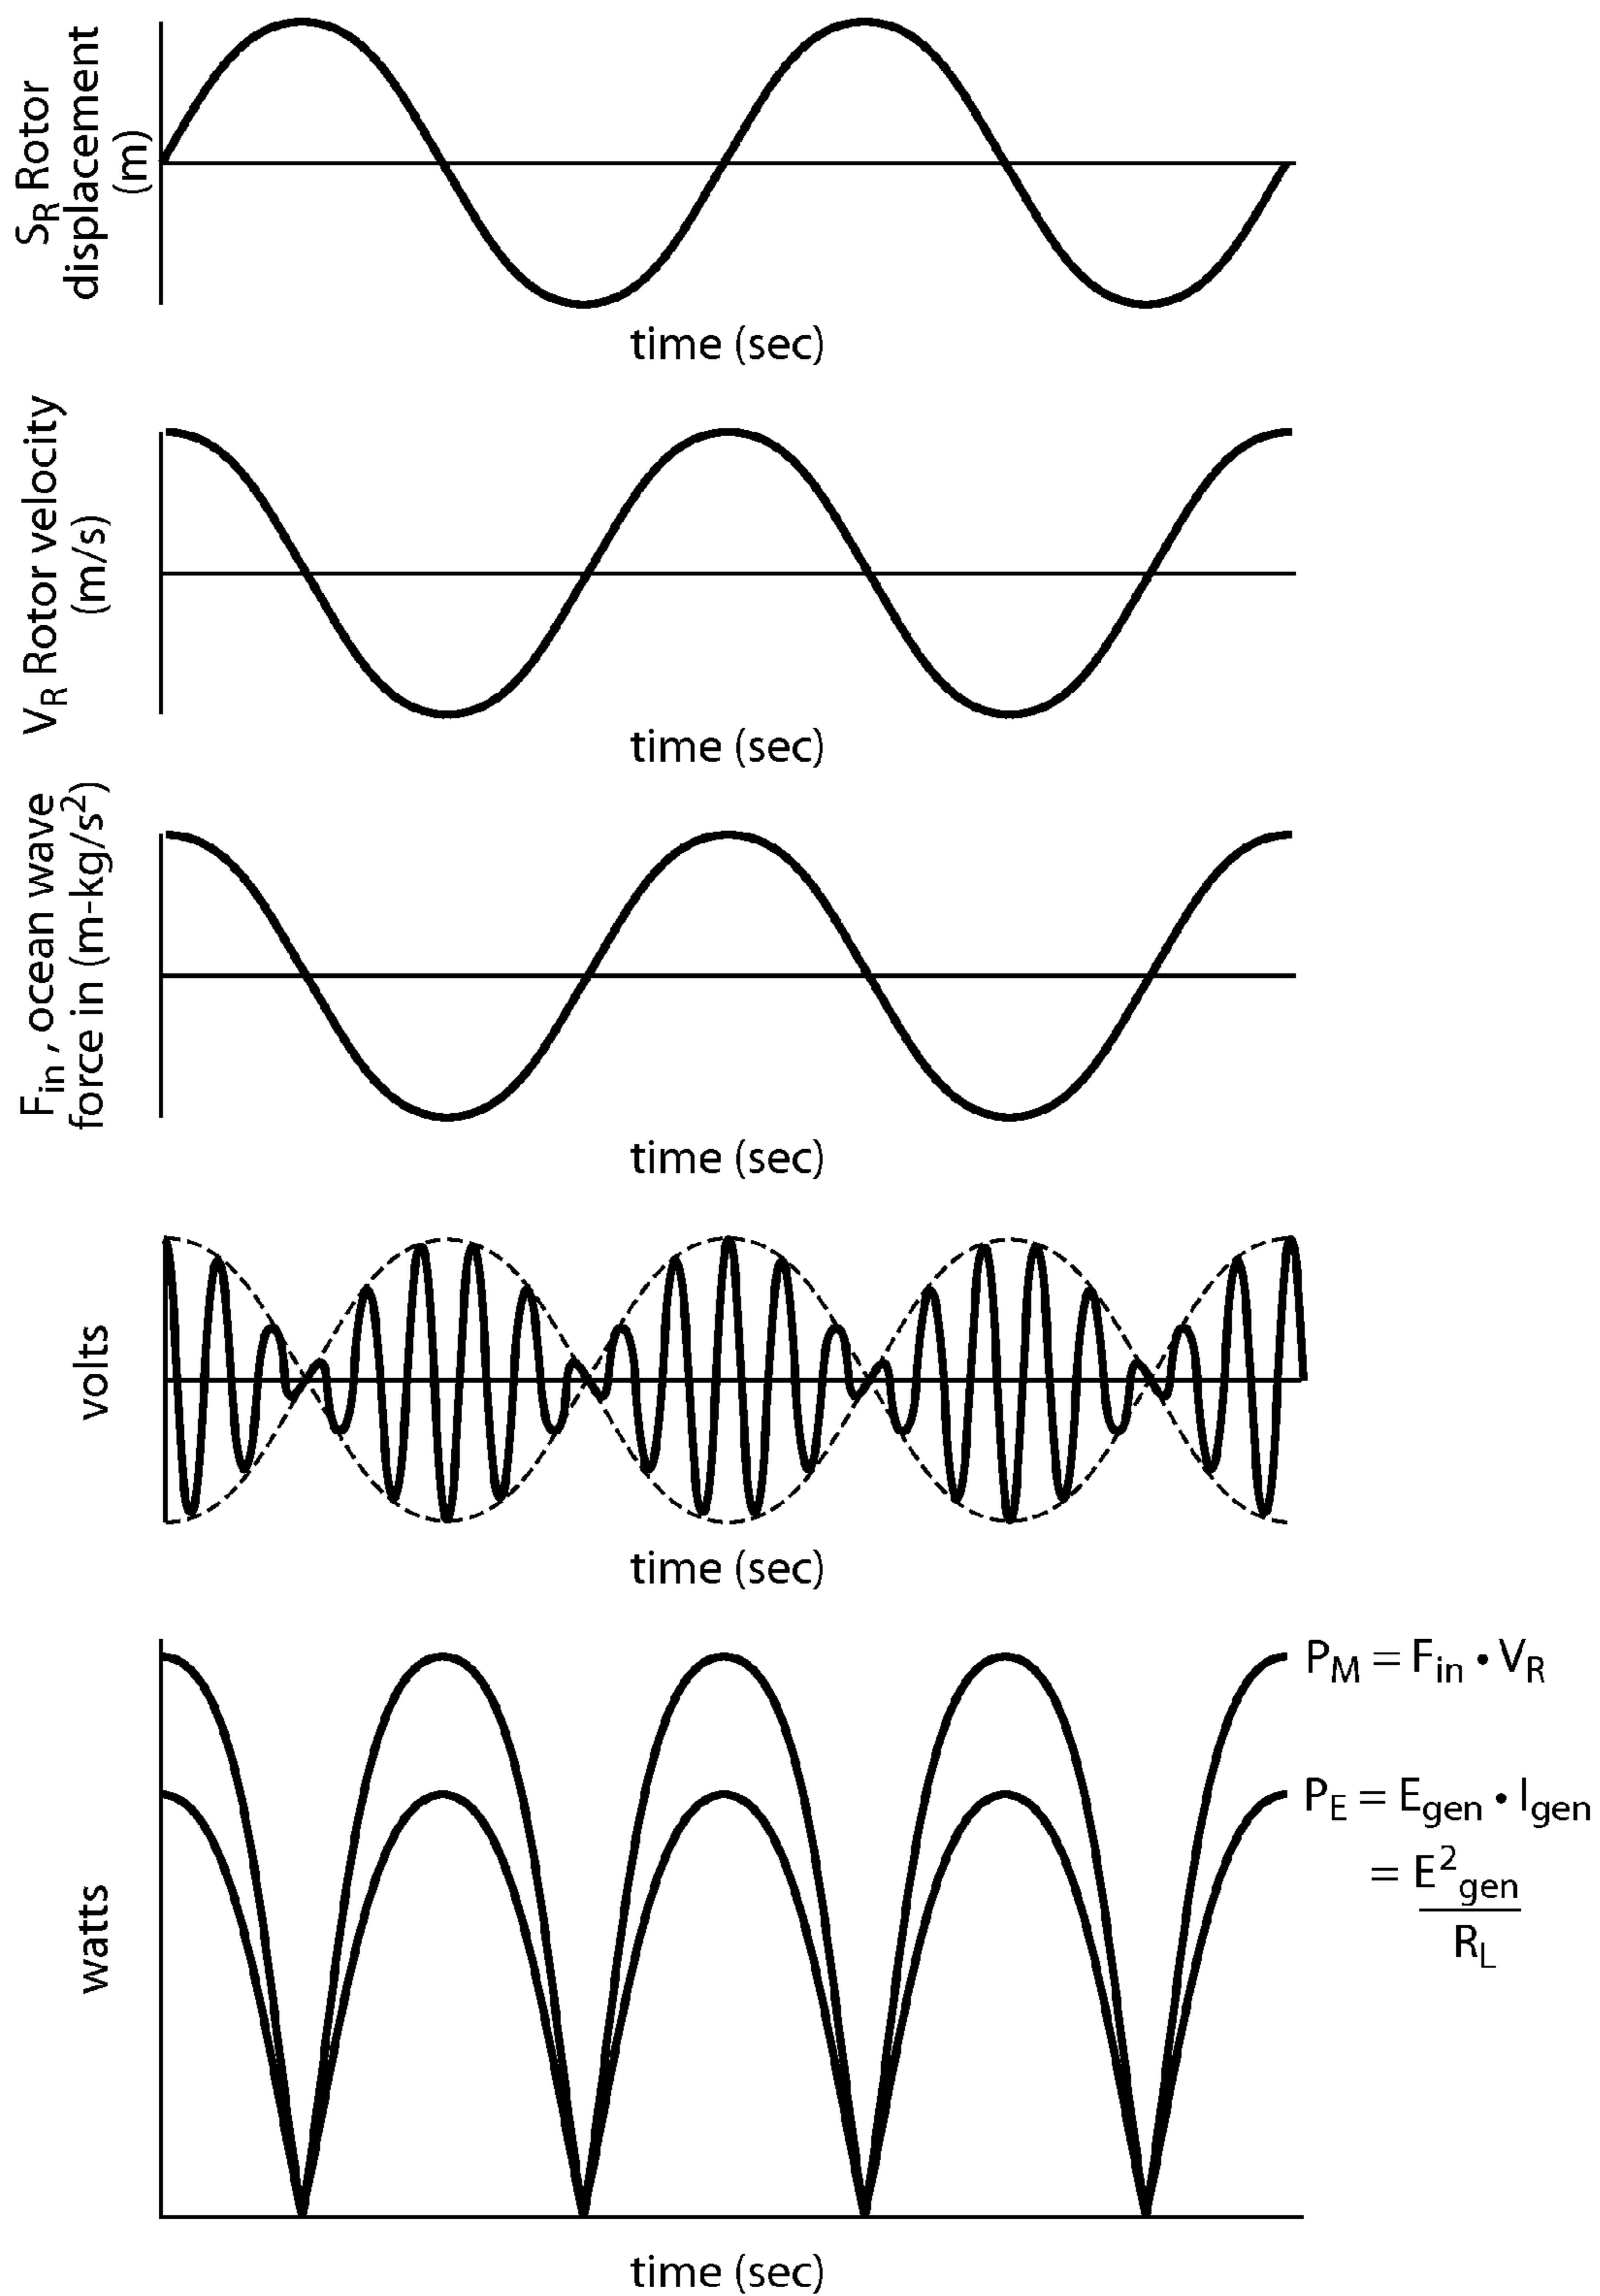 S_R Rotor
displacement
(m)
time (sec)
V_R Rotor velocity
(m/s)
time (sec)
F_in, ocean wave
force in (m-kg/s²)
time (sec)
volts
time (sec)
watts
P_M = F_in • V_R
P_E = E_gen • I_gen
= E²_gen
R_L
time (sec)